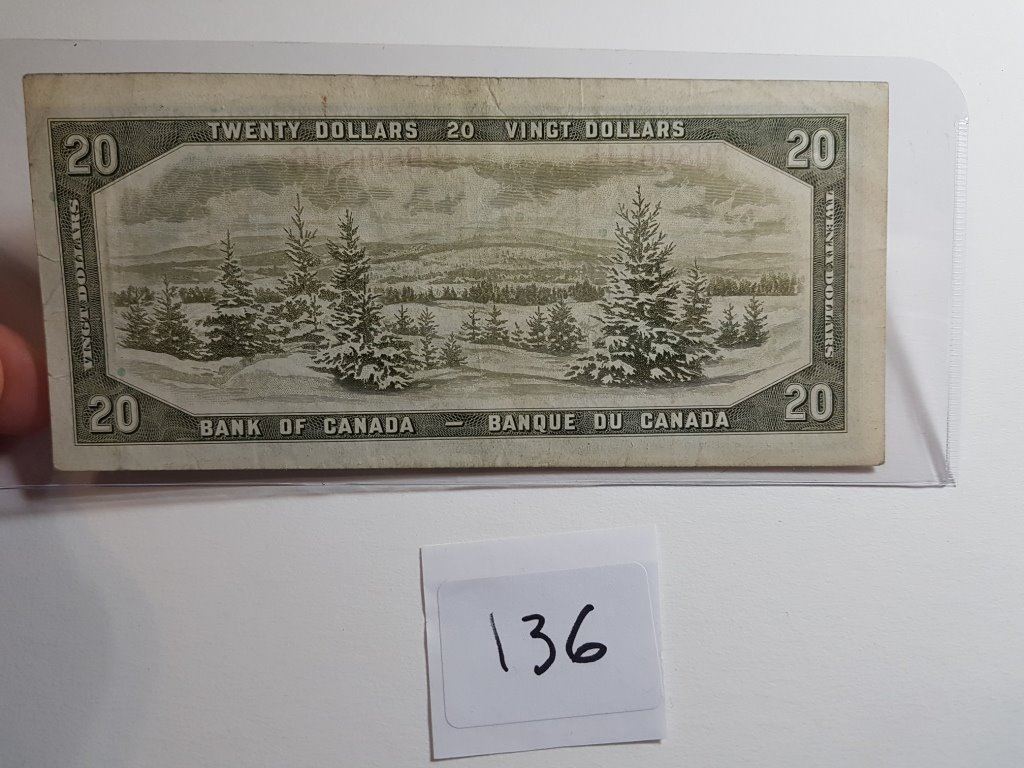 TWENTY DOLLARS 20 VINGT DOLLARS
20
20
VINGT DOLLARS
TWENTY DOLLARS
20
20
BANK OF CANADA — BANQUE DU CANADA
136